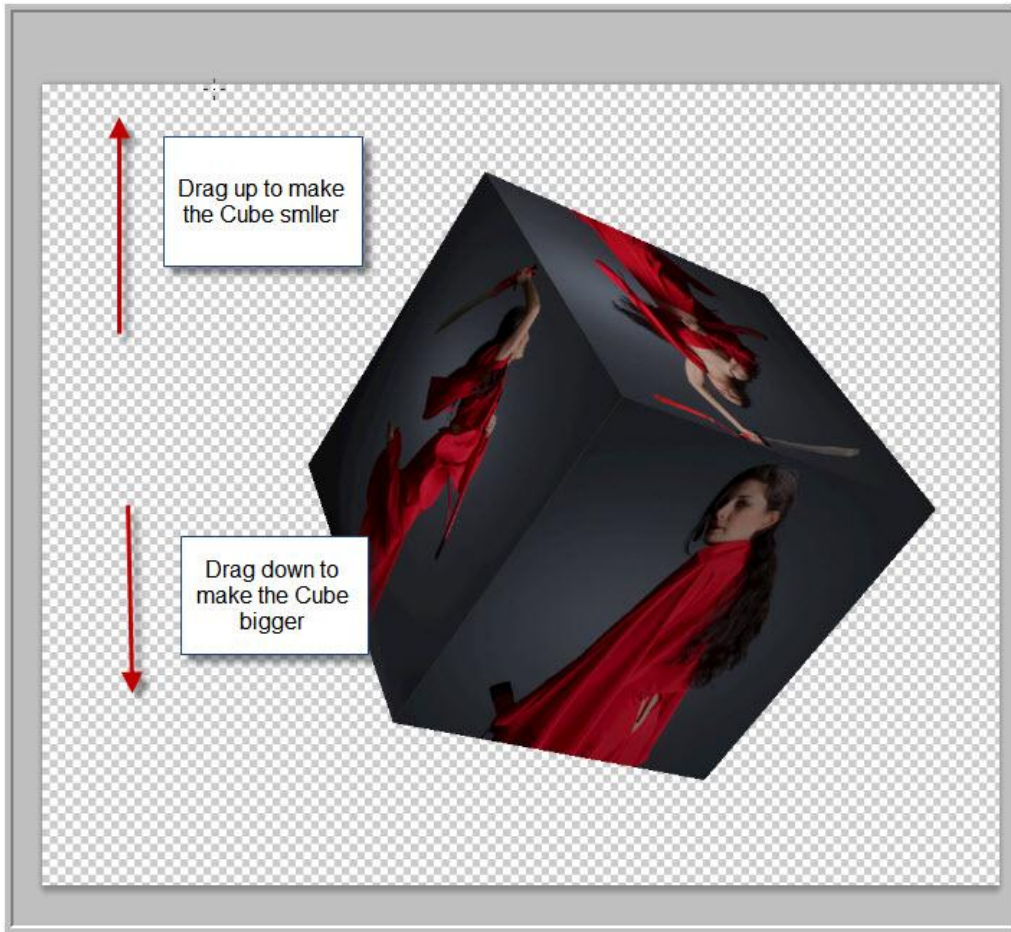 Drag up to make
the Cube smller
Drag down to
make the Cube
bigger